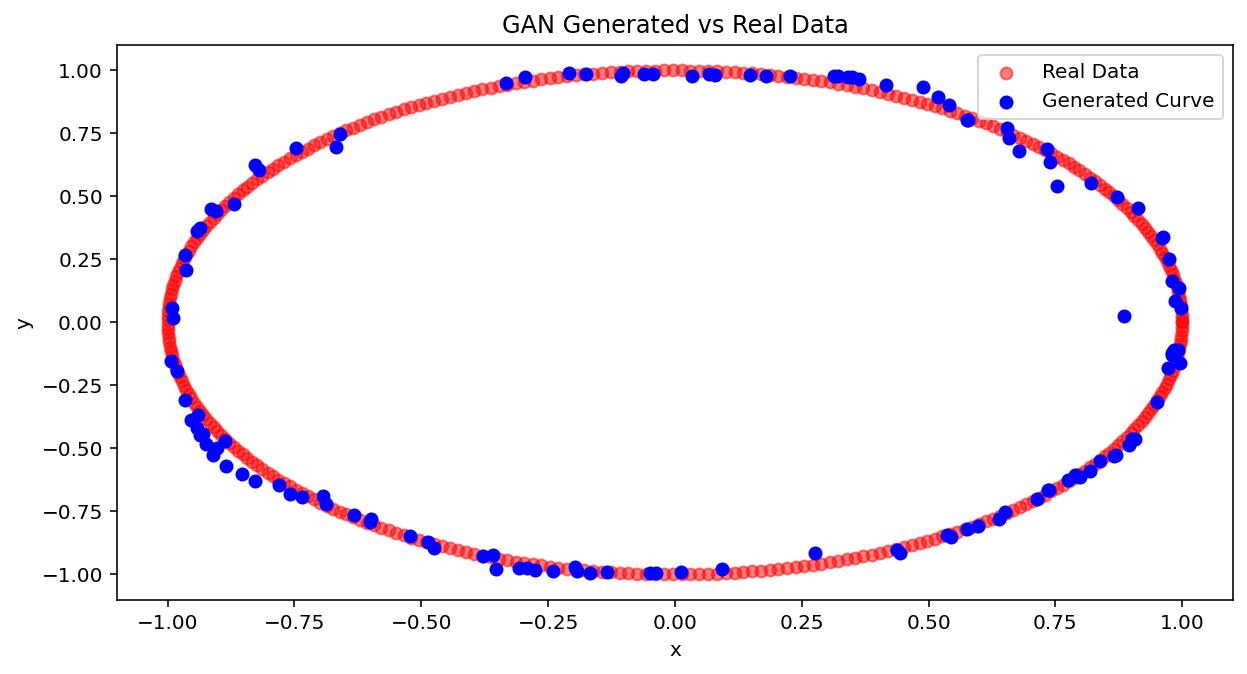 GAN Generated vs Real Data
Real Data
Generated Curve
1.00
0.75
0.50
0.25
0.00
−0.25
−0.50
−0.75
−1.00
y
−1.00 −0.75 −0.50 −0.25 0.00 0.25 0.50 0.75 1.00
x